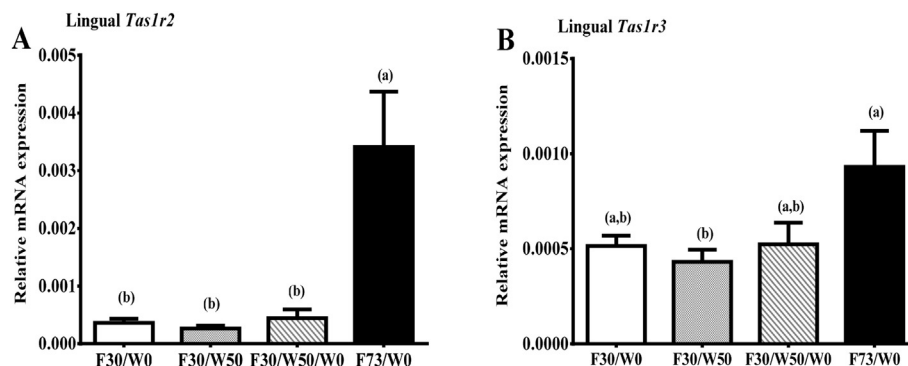 Lingual Tas1r2
A
Relative mRNA expression
0.005
0.004
0.003
0.002
0.001
0.000
(b)
(b)
(b)
(a)
F30/W0 F30/W50 F30/W50/W0 F73/W0
Lingual Tas1r3
B
Relative mRNA expression
0.0015
0.0010
0.0005
0.0000
(a,b)
(b)
(a,b)
(a)
F30/W0 F30/W50 F30/W50/W0 F73/W0